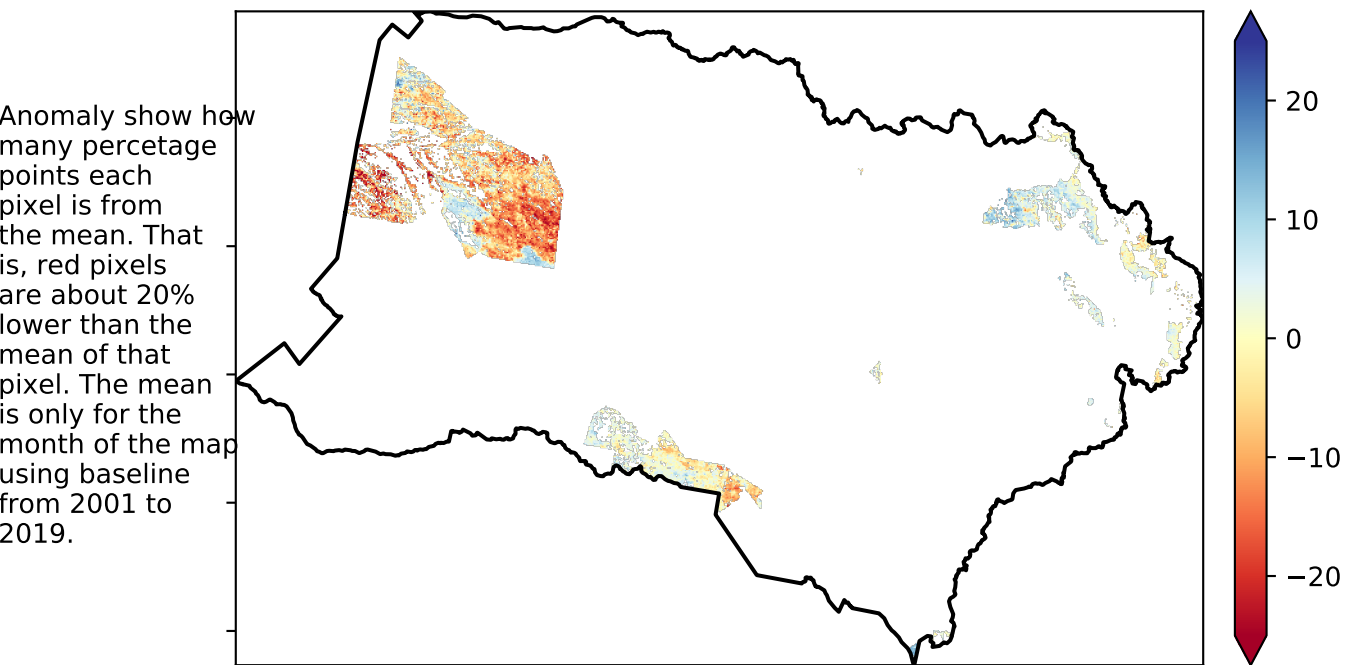 Anomaly show how
many percetage
points each
pixel is from
the mean. That
is, red pixels
are about 20%
lower than the
mean of that
pixel. The mean
is only for the
month of the map
using baseline
from 2001 to
2019.
20
10
0
−10
−20